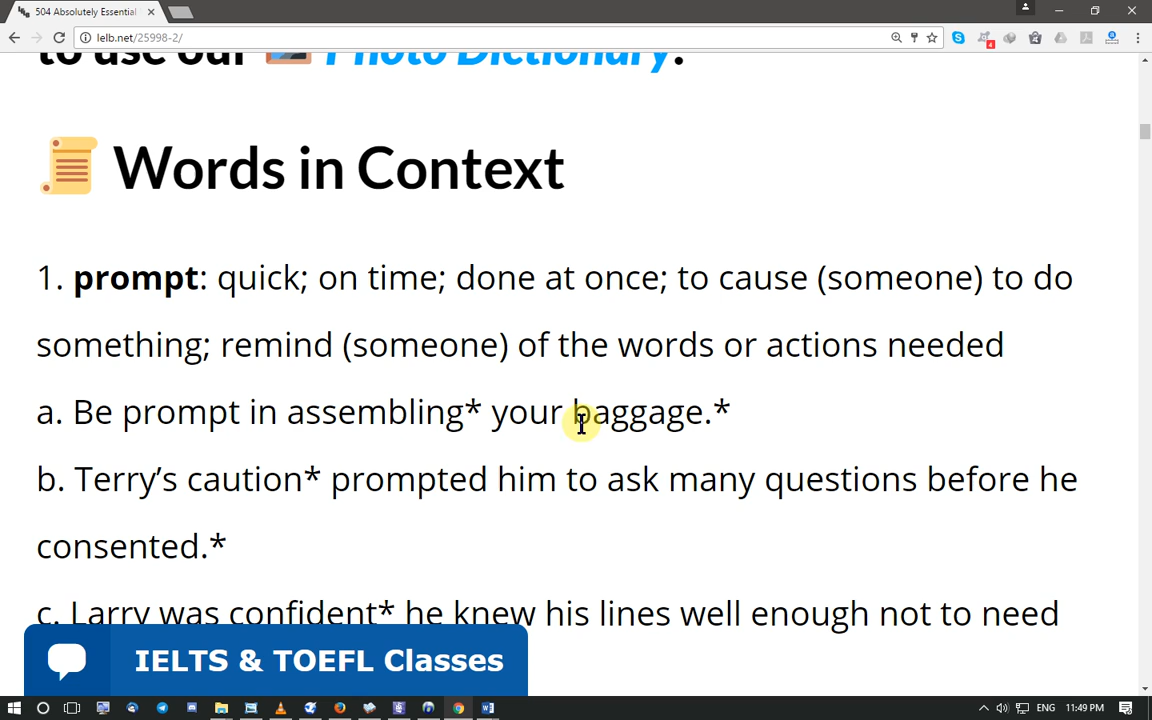 504 Absolutely Essential
lelb.net/25998-2/
4
to use our Photo Dictionary.
Words in Context
1. prompt: quick; on time; done at once; to cause (someone) to do
something; remind (someone) of the words or actions needed
a. Be prompt in assembling* your baggage.*
b. Terry’s caution* prompted him to ask many questions before he
consented.*
c. Larry was confident* he knew his lines well enough not to need
IELTS & TOEFL Classes
ENG 11:49 PM